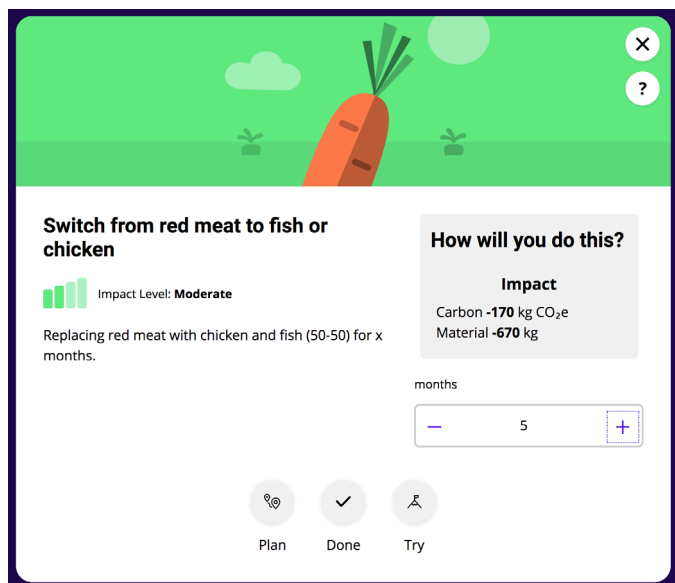 ?
Switch from red meat to fish or
chicken
Impact Level: Moderate
Replacing red meat with chicken and fish (50-50) for x
months.
How will you do this?
Impact
Carbon -170 kg CO₂e
Material -670 kg
months
5
Plan
Done
Try